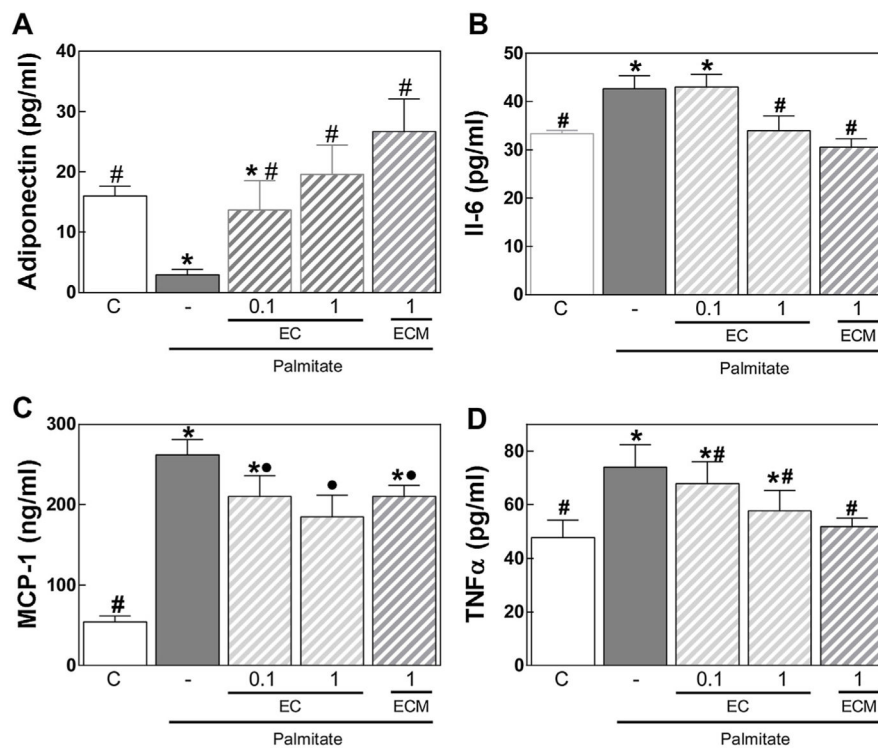 A
Adiponectin (pg/ml)
40
30
20
10
0
#
*
* #
#
#
C
-
0.1
1
1
EC
ECM
Palmitate
B
Il-6 (pg/ml)
50
40
30
20
10
0
#
*
*
#
#
C
-
0.1
1
1
EC
ECM
Palmitate
C
MCP-1 (ng/ml)
300
200
100
0
#
*
*●
●
*●
C
-
0.1
1
1
EC
ECM
Palmitate
D
TNFα (pg/ml)
80
60
40
20
0
#
*
*#
*#
#
C
-
0.1
1
1
EC
ECM
Palmitate